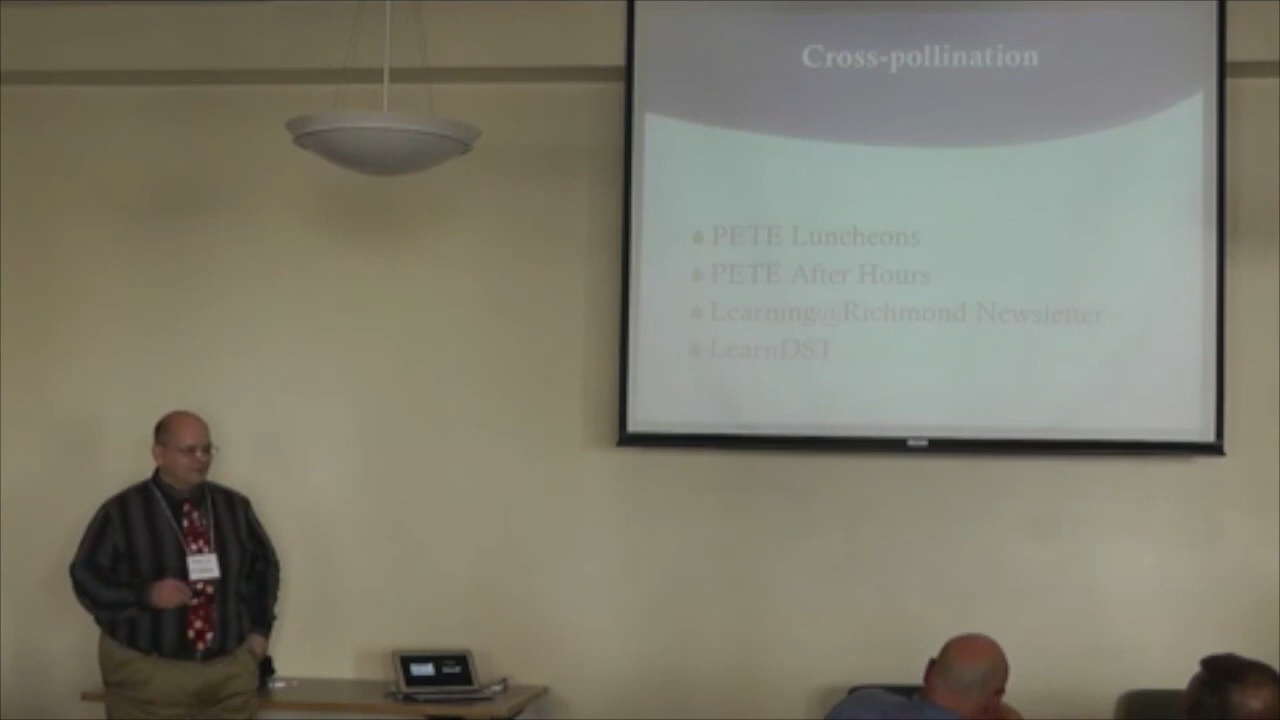 Cross-pollination
PETE Luncheons
PETE After Hours
Learning@Richmond Newsletter
LearnDST